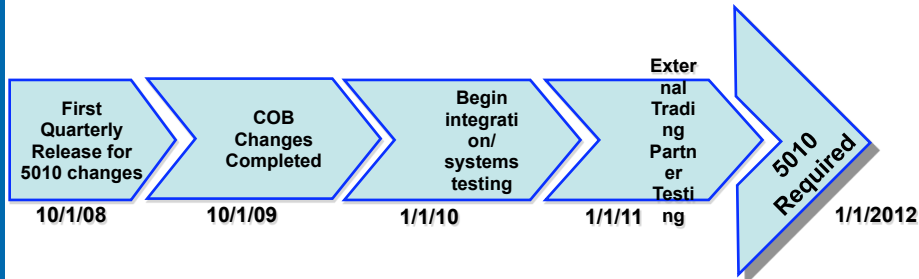 First
Quarterly
Release for
5010 changes
10/1/08
COB
Changes
Completed
10/1/09
Begin
integrati
on/
systems
testing
1/1/10
Exter
nal
Tradi
ng
Partn
er
Testi
ng
1/1/11
5010
Required
1/1/2012